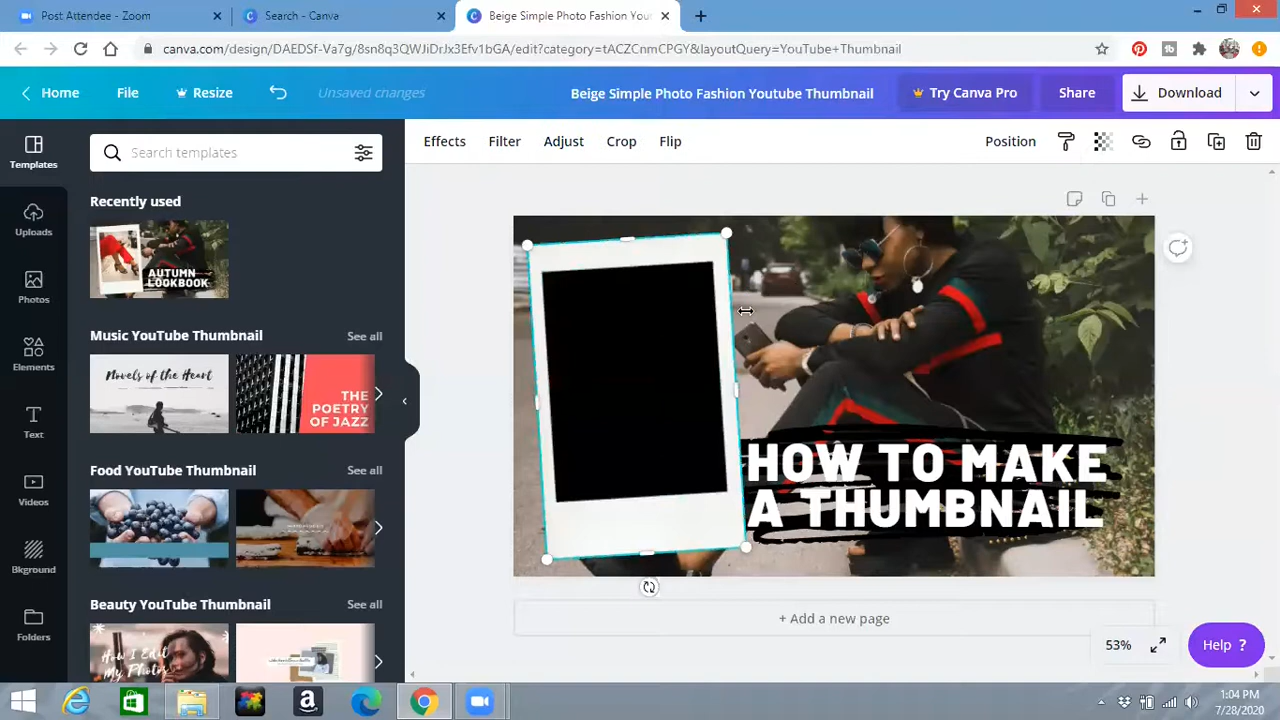 Post Attendee - Zoom
Search - Canva
Beige Simple Photo Fashion You
canva.com/design/DAEDSf-Va7g/8sn8q3QWJiDrJx3Efv1bGA/edit?category=tACZCnmCPGY&layoutQuery=YouTube+Thumbnail
Home
File
Resize
Unsaved changes
Beige Simple Photo Fashion Youtube Thumbnail
Try Canva Pro
Share
Download
Templates
Uploads
Photos
Elements
Text
Videos
Bkground
Folders
Search templates
Recently used
AUTUMN
LOOKBOOK
Music YouTube Thumbnail
See all
Novels of the Heart
THE
POETRY
OF JAZZ
Food YouTube Thumbnail
See all
Beauty YouTube Thumbnail
See all
How I Edit
My Photos
Effects
Filter
Adjust
Crop
Flip
Position
HOW TO MAKE
A THUMBNAIL
+ Add a new page
53%
Help ?
1:04 PM
7/28/2020